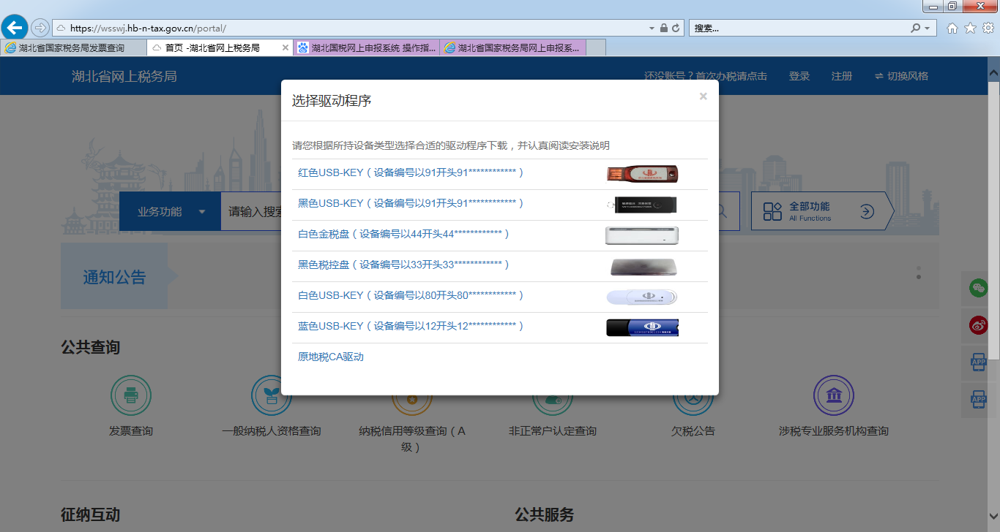 https://wsswj.hb-n-tax.gov.cn/portal/
搜索...
湖北省国家税务局发票查询
首页 -湖北省网上税务局
湖北国税网上申报系统 操作指...
湖北省国家税务局网上申报系...
湖北省网上税务局
还没账号？首次办税请点击
登录
注册
切换风格
选择驱动程序
×
请您根据所持设备类型选择合适的驱动程序下载，并认真阅读安装说明
红色USB-KEY（设备编号以91开头91************）
黑色USB-KEY（设备编号以91开头91************）
白色金税盘（设备编号以44开头44************）
黑色税控盘（设备编号以33开头33************）
白色USB-KEY（设备编号以80开头80************）
蓝色USB-KEY（设备编号以12开头12************）
原地税CA驱动
业务功能
请输入搜索
全部功能
All Functions
通知公告
APP
APP
公共查询
发票查询
一般纳税人资格查询
纳税信用等级查询（A
级）
非正常户认定查询
欠税公告
涉税专业服务机构查询
征纳互动
公共服务